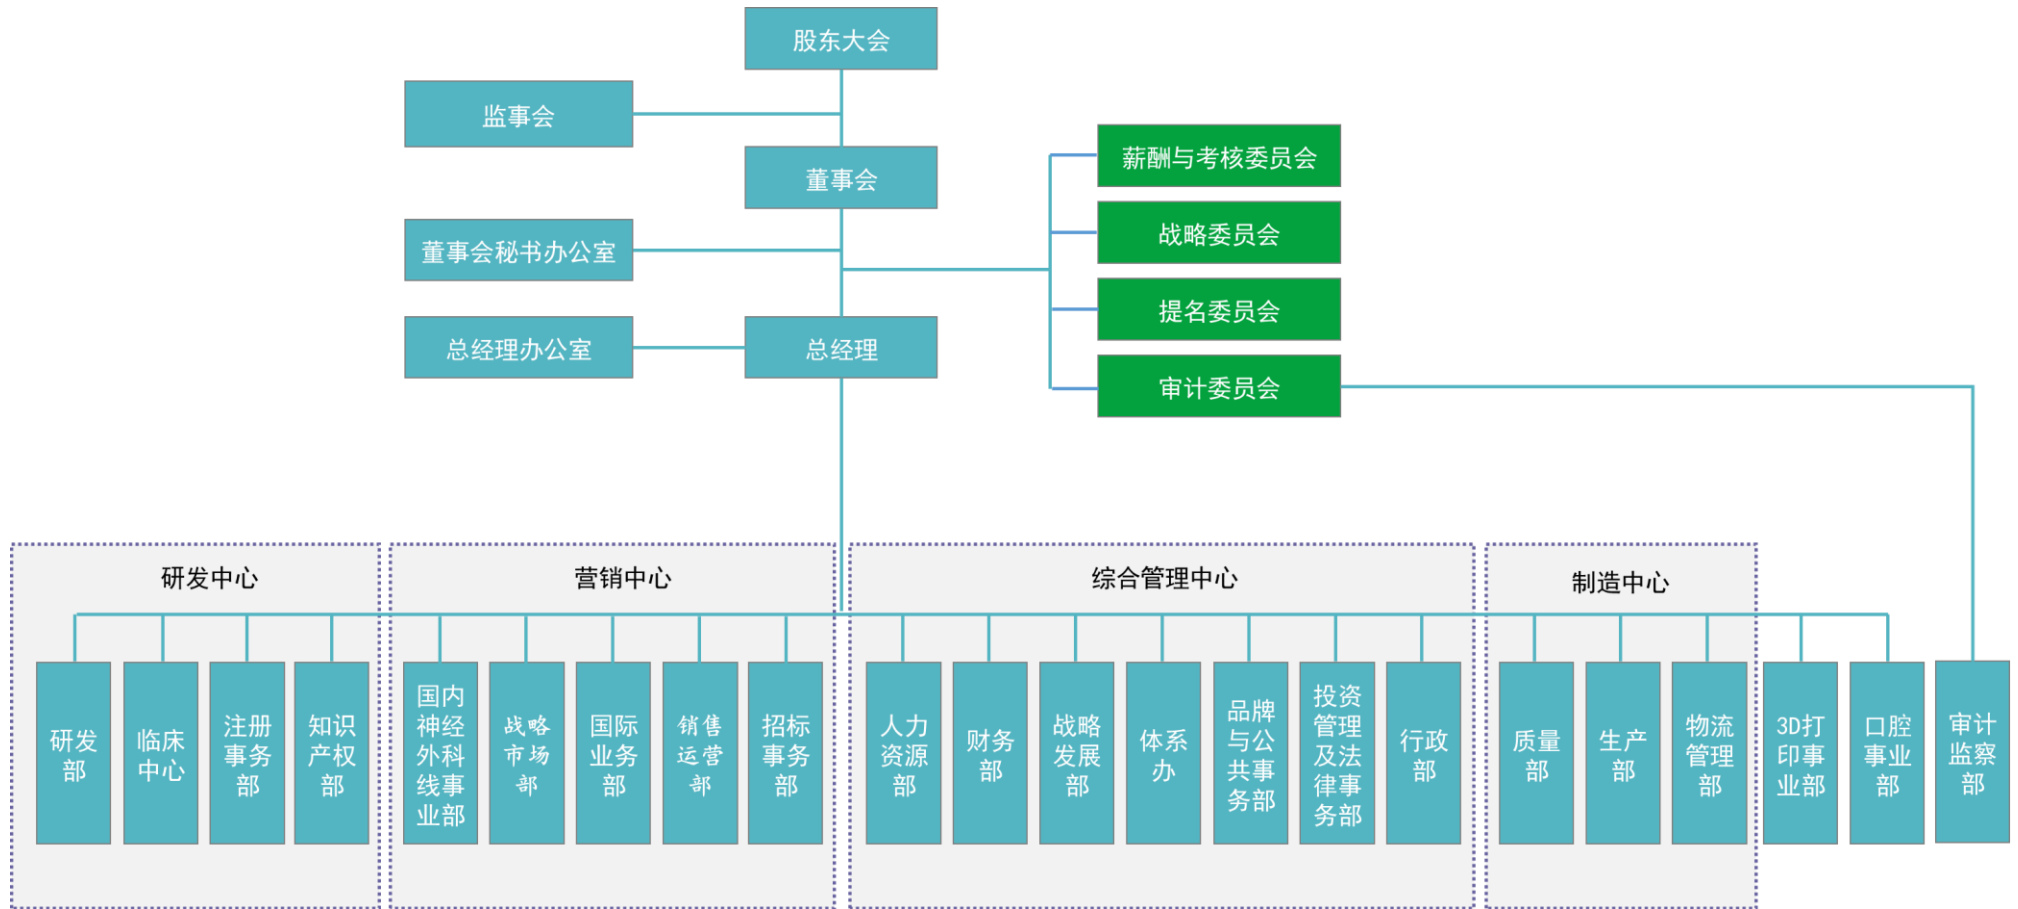 股东大会
监事会
董事会
薪酬与考核委员会
战略委员会
董事会秘书办公室
提名委员会
总经理办公室
总经理
审计委员会
研发中心
营销中心
综合管理中心
制造中心
研发
部
临床
中心
注册
事务
部
知识
产权
部
国内
神经
外科
线事
业部
战略
市场
部
国际
业务
部
销售
运营
部
招标
事务
部
人力
资源
部
财务
部
战略
发展
部
体系
办
品牌
与公
共事
务部
投资
管理
及法
律事
务部
行政
部
质量
部
生产
部
物流
管理
部
3D打
印事
业部
口腔
事业
部
审计
监察
部